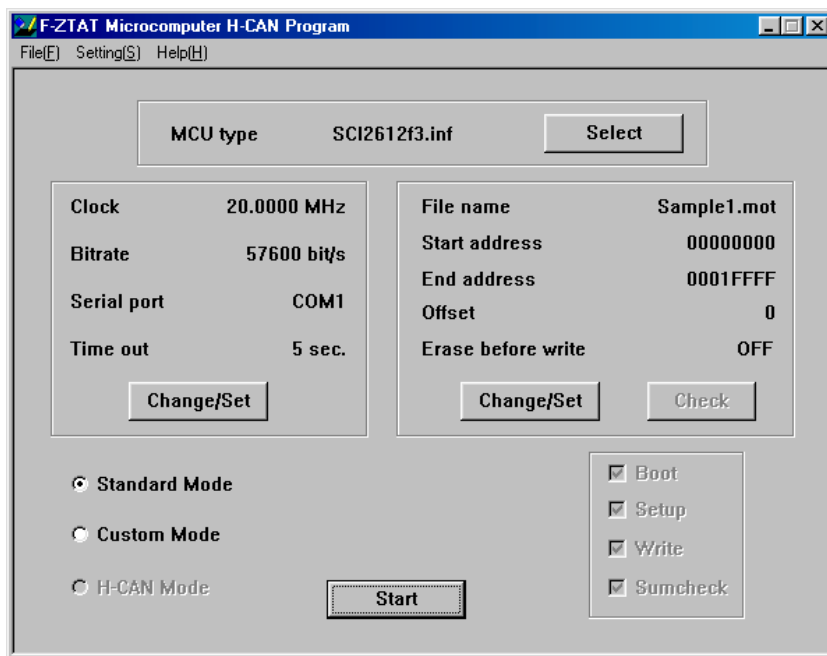 F-ZTAT Microcomputer H-CAN Program
File(F) Setting(S) Help(H)
MCU type SCI2612f3.inf Select
Clock 20.0000 MHz
Bitrate 57600 bit/s
Serial port COM1
Time out 5 sec.
Change/Set
File name Sample1.mot
Start address 00000000
End address 0001FFFF
Offset 0
Erase before write OFF
Change/Set Check
Standard Mode
Custom Mode
H-CAN Mode
Start
Boot
Setup
Write
Sumcheck